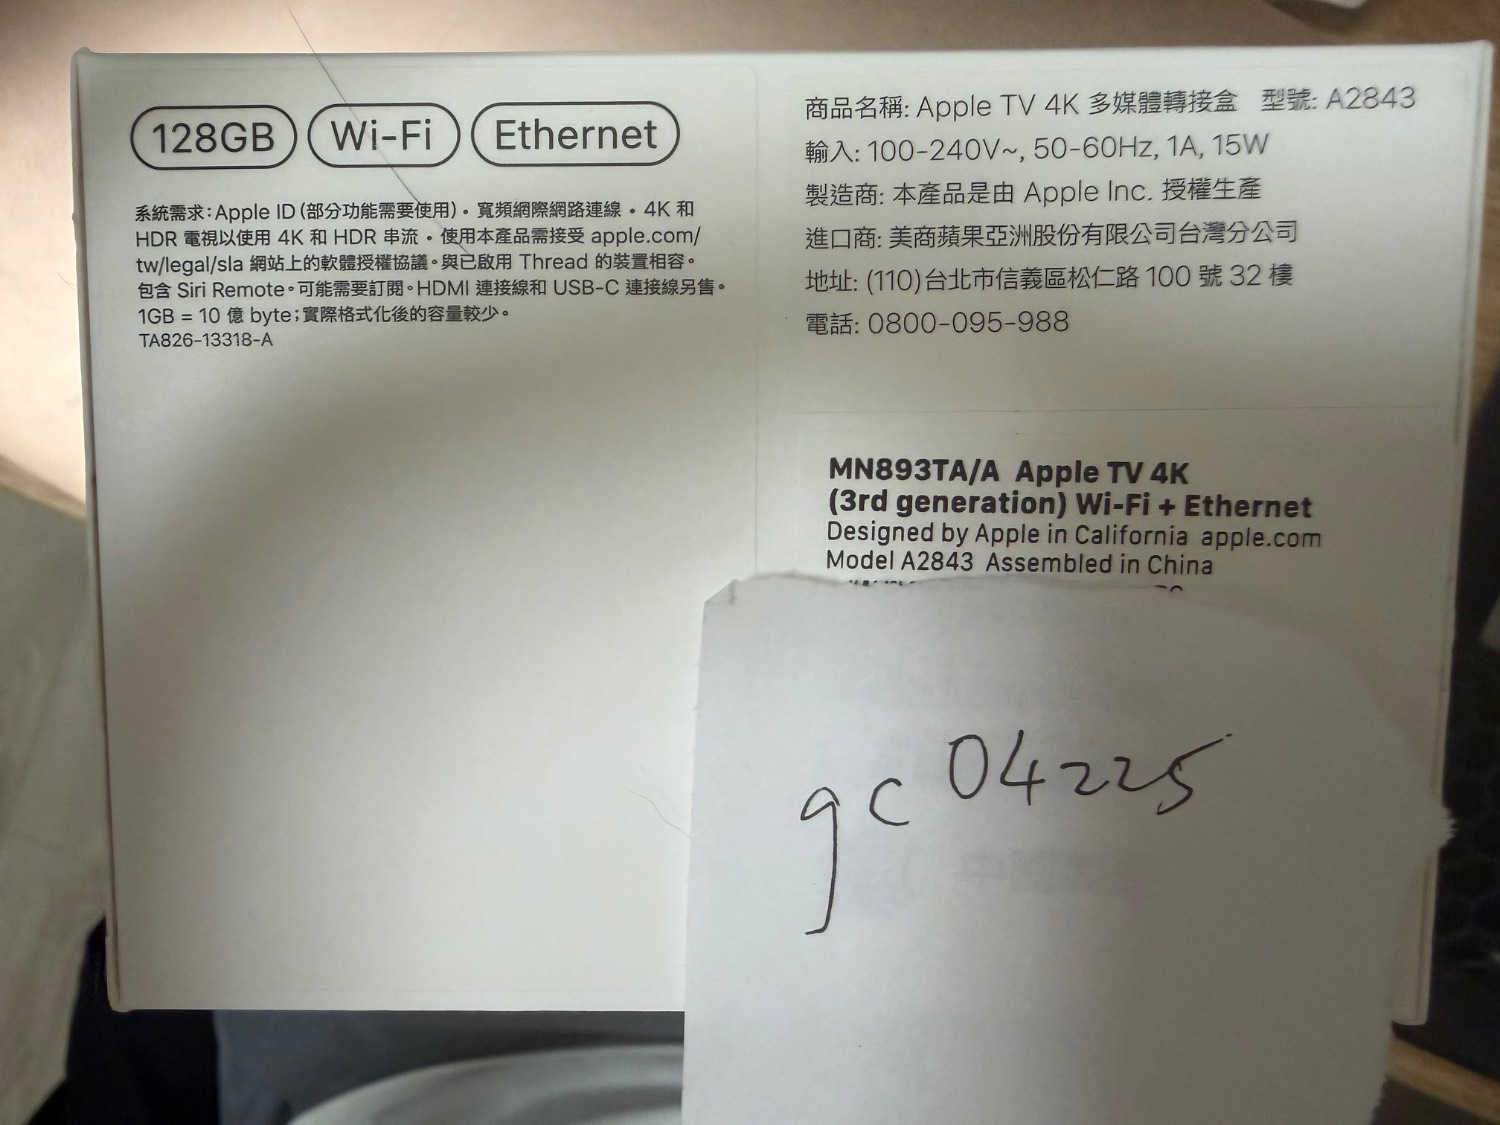 128GB Wi-Fi Ethernet
系統需求：Apple ID（部分功能需要使用）・寬頻網際網路連線・4K 和
HDR 電視以使用 4K 和 HDR 串流・使用本產品需接受 apple.com/
tw/legal/sla 網站上的軟體授權協議。與已啟用 Thread 的裝置相容。
包含 Siri Remote。可能需要訂閱。HDMI 連接線和 USB-C 連接線另售。
1GB = 10 億 byte；實際格式化後的容量較少。
TA826-13318-A
商品名稱: Apple TV 4K 多媒體轉接盒 型號: A2843
輸入: 100-240V~, 50-60Hz, 1A, 15W
製造商: 本產品是由 Apple Inc. 授權生產
進口商: 美商蘋果亞洲股份有限公司台灣分公司
地址: (110)台北市信義區松仁路 100 號 32 樓
電話: 0800-095-988
MN893TA/A Apple TV 4K
(3rd generation) Wi-Fi + Ethernet
Designed by Apple in California apple.com
Model A2843 Assembled in China
gc04225